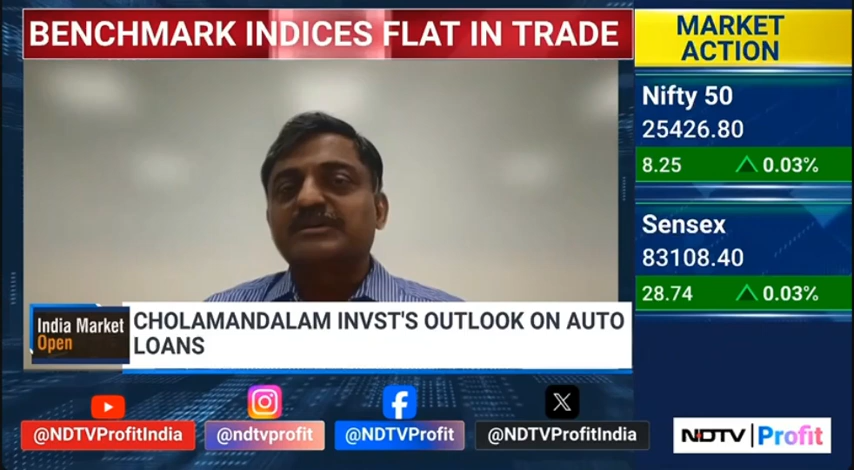 BENCHMARK INDICES FLAT IN TRADE
MARKET
ACTION
Nifty 50
25426.80
8.25 0.03%
Sensex
83108.40
28.74 0.03%
India Market
Open
CHOLAMANDALAM INVST'S OUTLOOK ON AUTO
LOANS
@NDTVProfitIndia
@ndtvprofit
@NDTVProfit
@NDTVProfitIndia
NDTV Profit